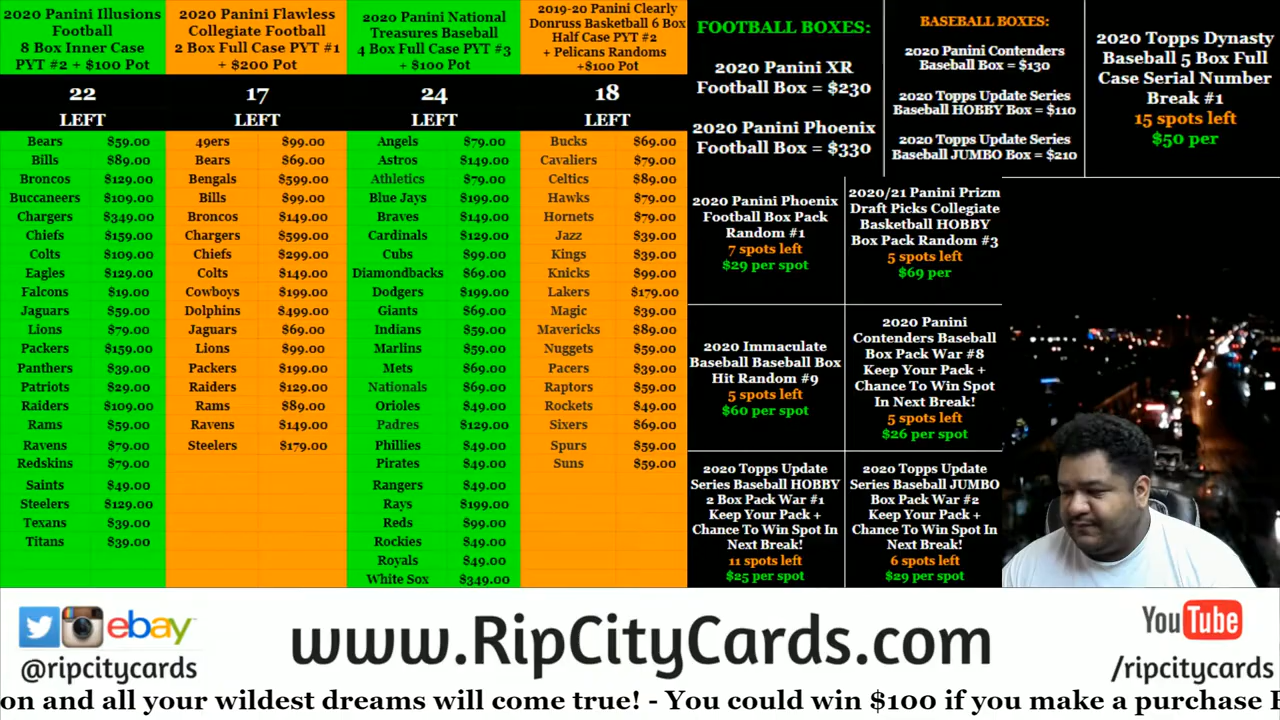 2020 Panini Illusions
Football
8 Box Inner Case
PYT #2 + $100 Pot
22
LEFT
Bears $59.00
Bills $89.00
Broncos $129.00
Buccaneers $109.00
Chargers $349.00
Chiefs $159.00
Colts $109.00
Eagles $129.00
Falcons $19.00
Jaguars $59.00
Lions $79.00
Packers $159.00
Panthers $39.00
Patriots $29.00
Raiders $109.00
Rams $59.00
Ravens $79.00
Redskins $79.00
Saints $49.00
Steelers $129.00
Texans $39.00
Titans $39.00
2020 Panini Flawless
Collegiate Football
2 Box Full Case PYT #1
+ $200 Pot
17
LEFT
49ers $99.00
Bears $69.00
Bengals $599.00
Bills $99.00
Broncos $149.00
Chargers $599.00
Chiefs $299.00
Colts $149.00
Cowboys $199.00
Dolphins $499.00
Jaguars $69.00
Lions $99.00
Packers $199.00
Raiders $129.00
Rams $89.00
Ravens $149.00
Steelers $179.00
2020 Panini National
Treasures Baseball
4 Box Full Case PYT #3
+ $100 Pot
24
LEFT
Angels $79.00
Astros $149.00
Athletics $79.00
Blue Jays $199.00
Braves $149.00
Cardinals $129.00
Cubs $99.00
Diamondbacks $69.00
Dodgers $199.00
Giants $69.00
Indians $59.00
Marlins $59.00
Mets $69.00
Nationals $69.00
Orioles $49.00
Padres $129.00
Phillies $49.00
Pirates $49.00
Rangers $49.00
Rays $199.00
Reds $99.00
Rockies $49.00
Royals $49.00
White Sox $349.00
2019-20 Panini Clearly
Donruss Basketball 6 Box
Half Case PYT #2
+ Pelicans Randoms
+$100 Pot
18
LEFT
Bucks $69.00
Cavaliers $79.00
Celtics $89.00
Hawks $79.00
Hornets $79.00
Jazz $39.00
Kings $39.00
Knicks $99.00
Lakers $179.00
Magic $39.00
Mavericks $89.00
Nuggets $59.00
Pacers $39.00
Raptors $59.00
Rockets $49.00
Sixers $69.00
Spurs $59.00
Suns $59.00
FOOTBALL BOXES:
2020 Panini XR
Football Box = $230
2020 Panini Phoenix
Football Box = $330
BASEBALL BOXES:
2020 Panini Contenders
Baseball Box = $130
2020 Topps Update Series
Baseball HOBBY Box = $110
2020 Topps Update Series
Baseball JUMBO Box = $210
2020 Topps Dynasty
Baseball 5 Box Full
Case Serial Number
Break #1
15 spots left
$50 per
2020 Panini Phoenix
Football Box Pack
Random #1
7 spots left
$29 per spot
2020/21 Panini Prizm
Draft Picks Collegiate
Basketball HOBBY
Box Pack Random #3
5 spots left
$69 per
2020 Immaculate
Baseball Baseball Box
Hit Random #9
5 spots left
$60 per spot
2020 Panini
Contenders Baseball
Box Pack War #8
Keep Your Pack +
Chance To Win Spot
In Next Break!
5 spots left
$26 per spot
2020 Topps Update
Series Baseball HOBBY
2 Box Pack War #1
Keep Your Pack +
Chance To Win Spot In
Next Break!
11 spots left
$25 per spot
2020 Topps Update
Series Baseball JUMBO
Box Pack War #2
Keep Your Pack +
Chance To Win Spot In
Next Break!
6 spots left
$29 per spot
ebay
@ripcitycards
www.RipCityCards.com
YouTube
/ripcitycards
on and all your wildest dreams will come true! - You could win $100 if you make a purchase